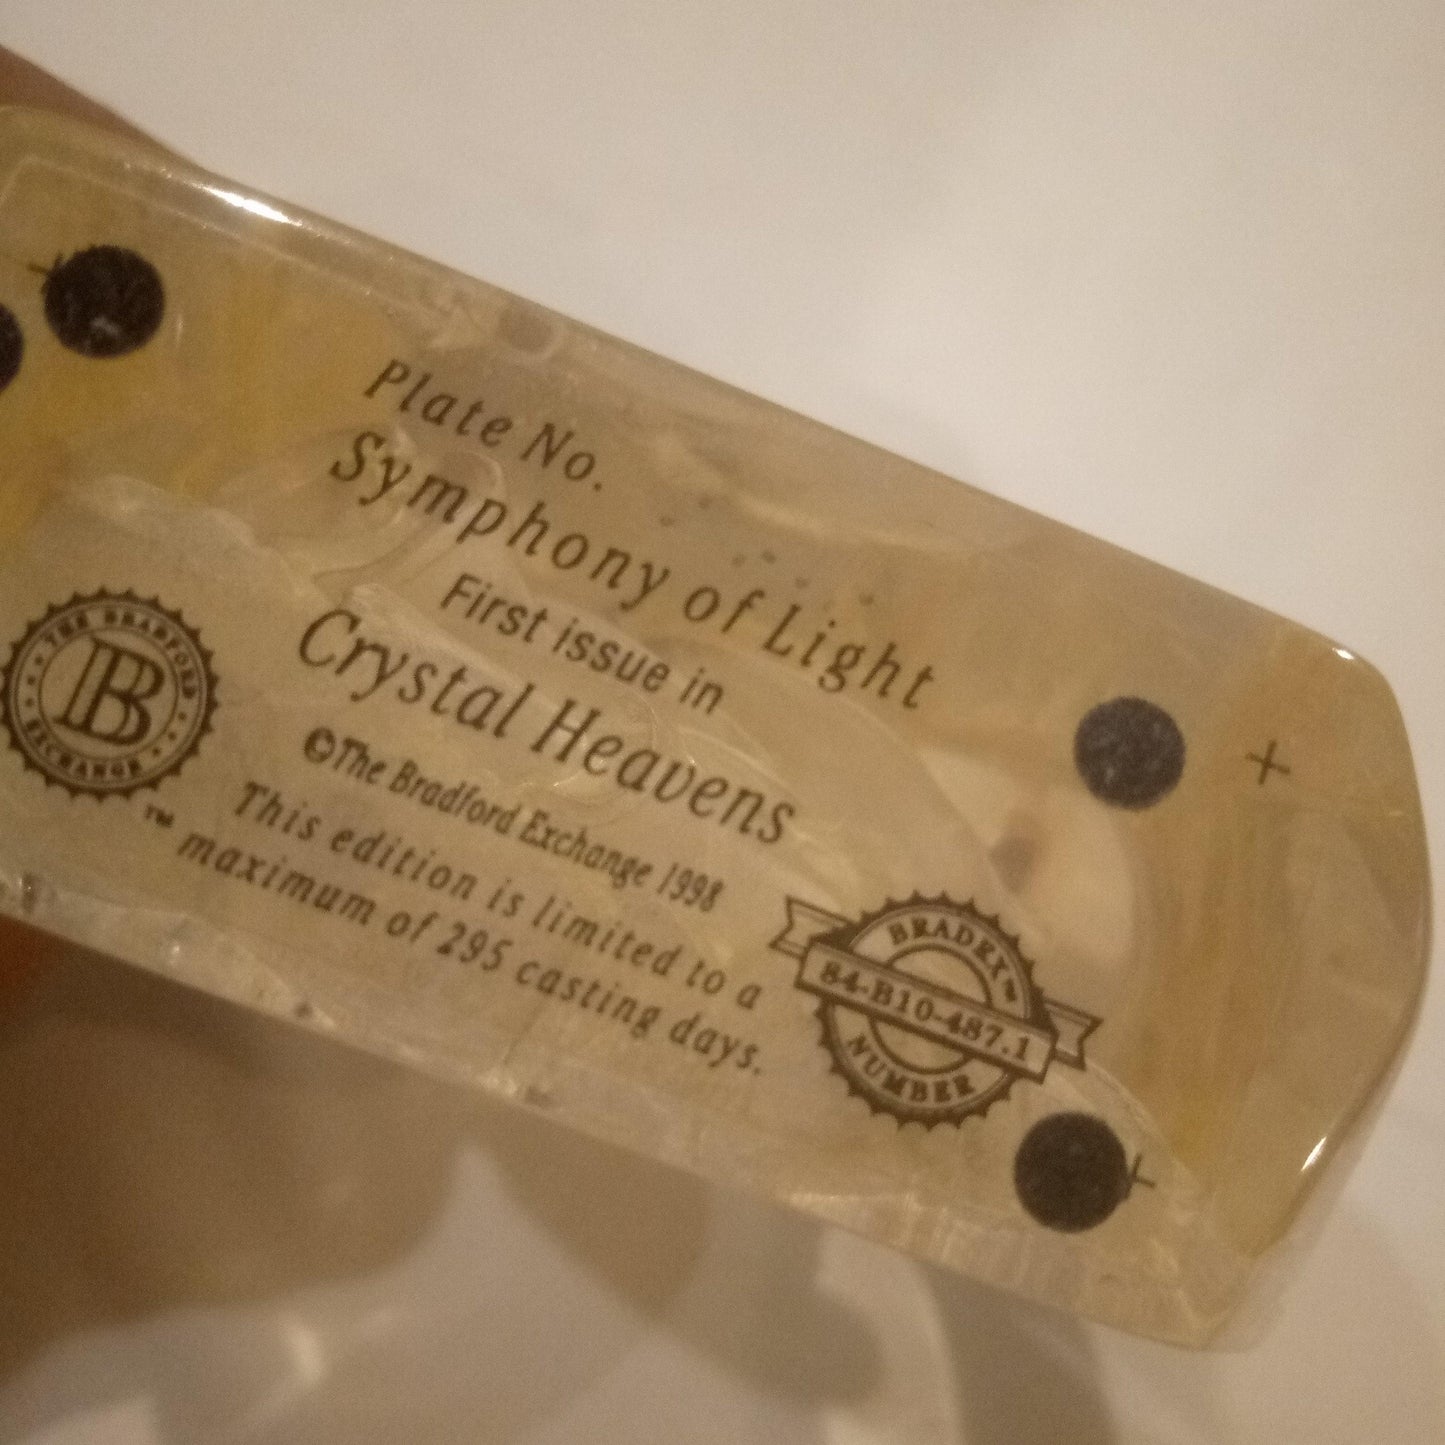 Plate No.
Symphony of Light
First issue in
Crystal Heavens
©The Bradford Exchange 1998
This edition is limited to a
maximum of 295 casting days.
THE BRADFORD
B
EXCHANGE
™
BRADEX™
84-B10-487.1
NUMBER